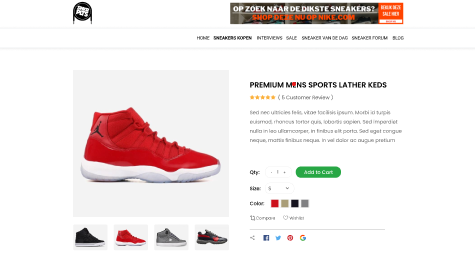 OP ZOEK NAAR DE DIKSTE SNEAKERS?
SHOP DEZE NU OP NIKE.COM
HOME SNEAKERS KOPEN INTERVIEWS SALE SNEAKER VAN DE DAG SNEAKER FORUM BLOG
PREMIUM MENS SPORTS LATHER KEDS
( 5 Customer Review )
Sed nec ultricies felis, vitae facilisis ipsum. Morbi id turpis
euismod, rhoncus tortor quis, lobortis sapien. Sed imperdiet
nulla in leo ullamcorper, in finibus elit porta. Sed eget congue
neque, mattis finibus neque. In vel dolor ac augue pretium
Qty: - 1 + Add to Cart
Size: S
Color:
Compare Wishlist